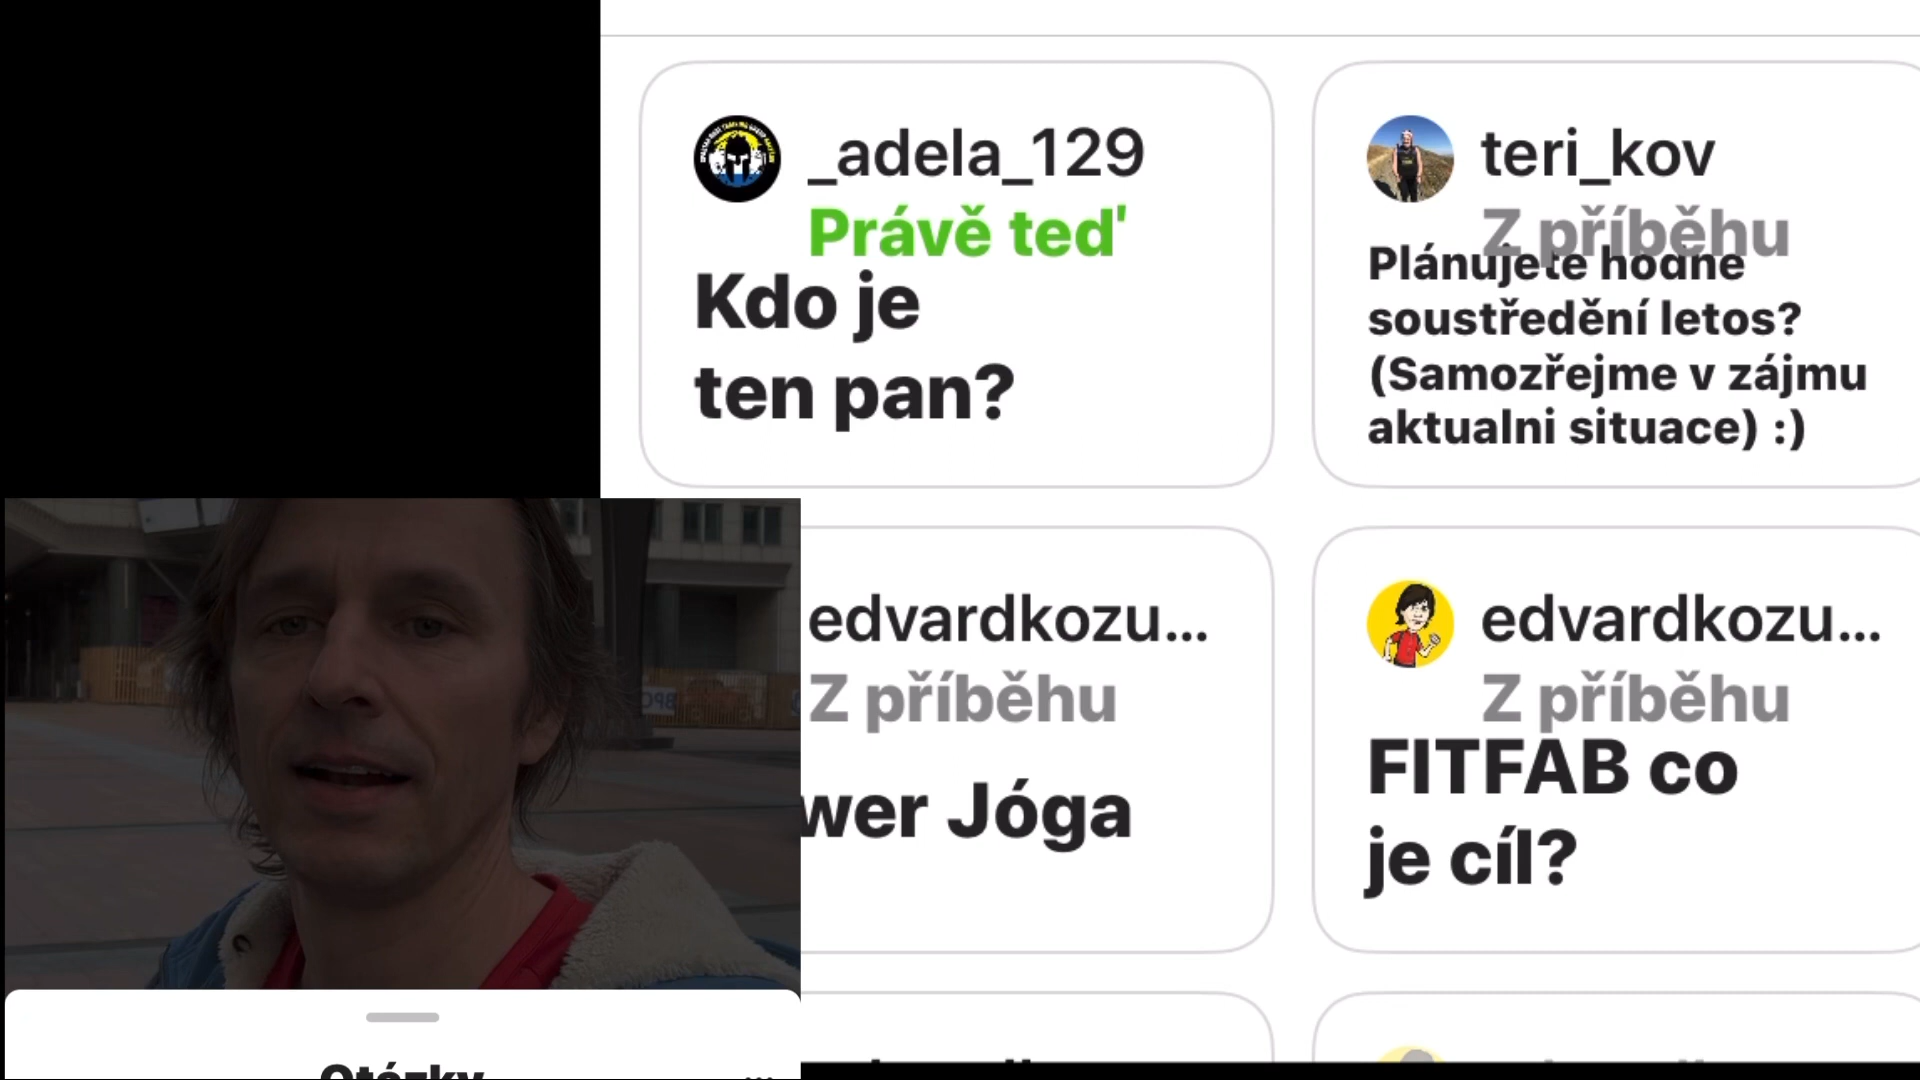 _adela_129
Právě teď
Kdo je
ten pan?
teri_kov
Z příběhu
Plánujete hodne
soustředění letos?
(Samozřejme v zájmu
aktualni situace) :)
edvardkozu...
Z příběhu
wer Jóga
edvardkozu...
Z příběhu
FITFAB co
je cíl?
Otázky